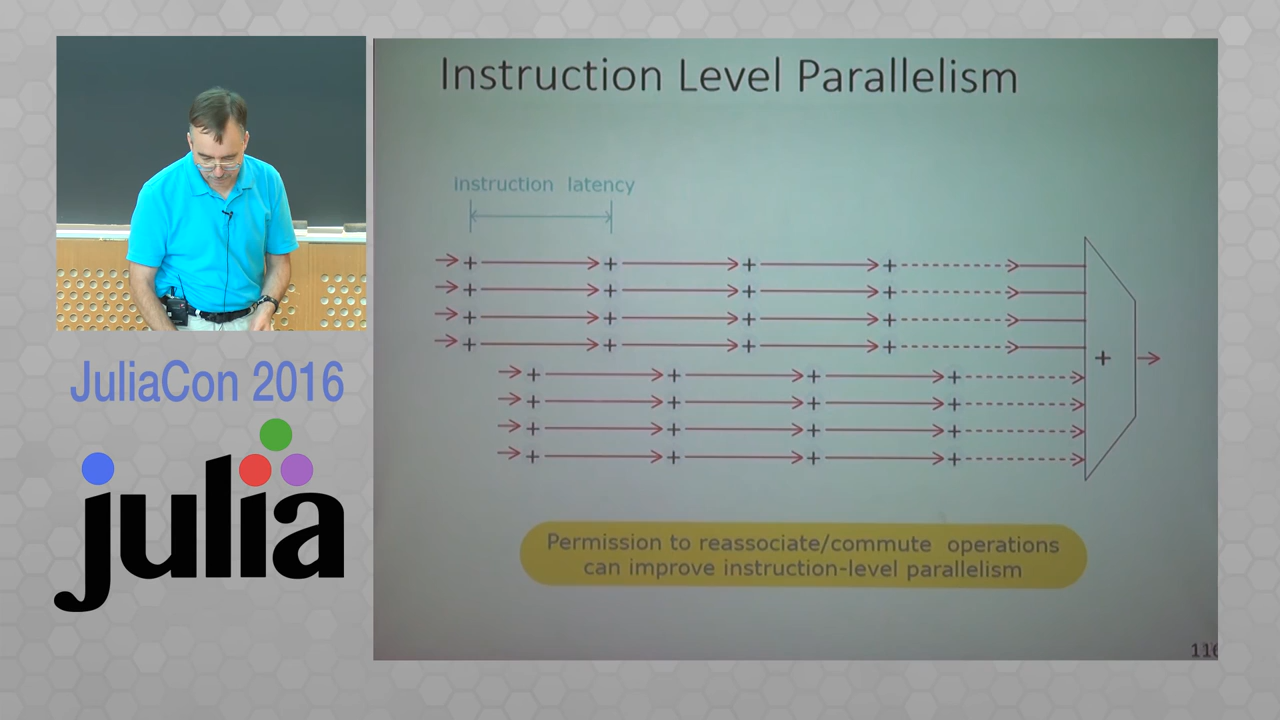 Instruction Level Parallelism
instruction latency
+ + + +
+ + + +
+ + + +
+ + + +
+
+ + + +
+ + + +
+ + + +
+ + + +
Permission to reassociate/commute operations
can improve instruction-level parallelism
JuliaCon 2016
julia